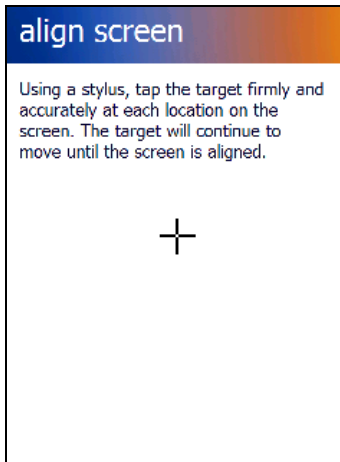 align screen
Using a stylus, tap the target firmly and
accurately at each location on the
screen. The target will continue to
move until the screen is aligned.